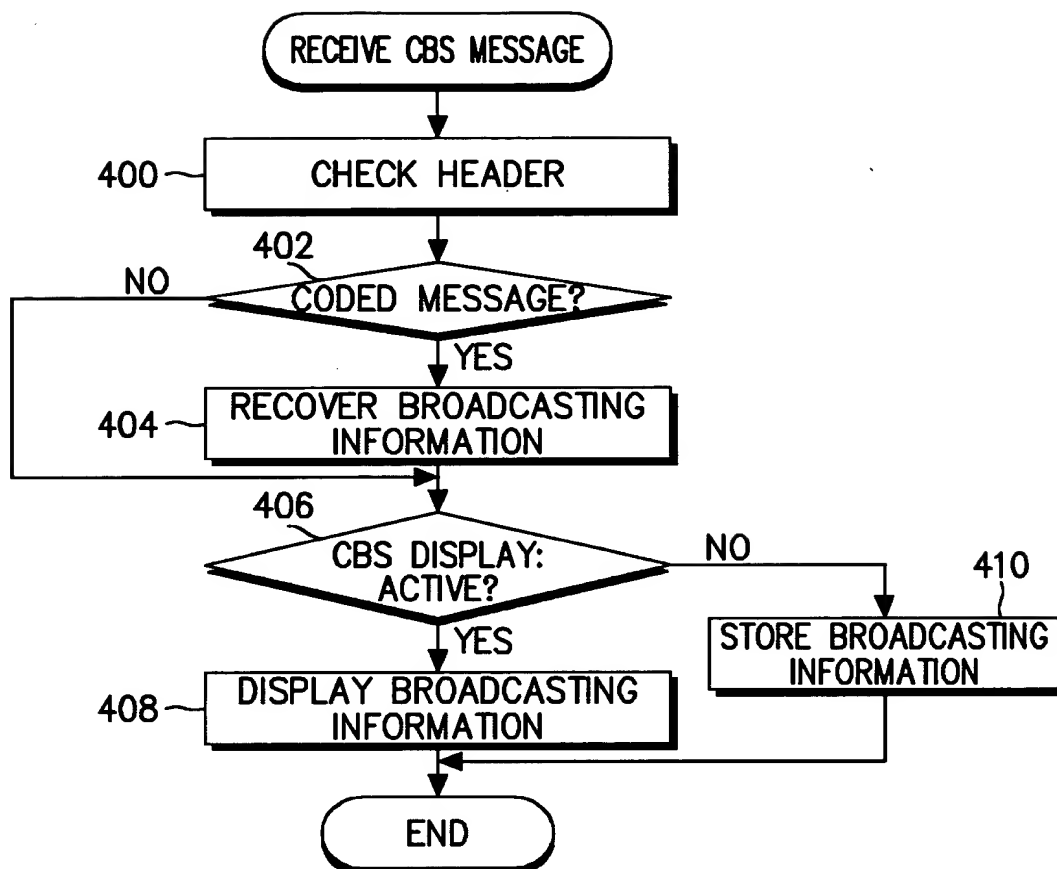 RECEIVE CBS MESSAGE
400
CHECK HEADER
402
NO
CODED MESSAGE?
YES
404
RECOVER BROADCASTING
INFORMATION
406
CBS DISPLAY:
ACTIVE?
NO
410
YES
STORE BROADCASTING
INFORMATION
408
DISPLAY BROADCASTING
INFORMATION
END